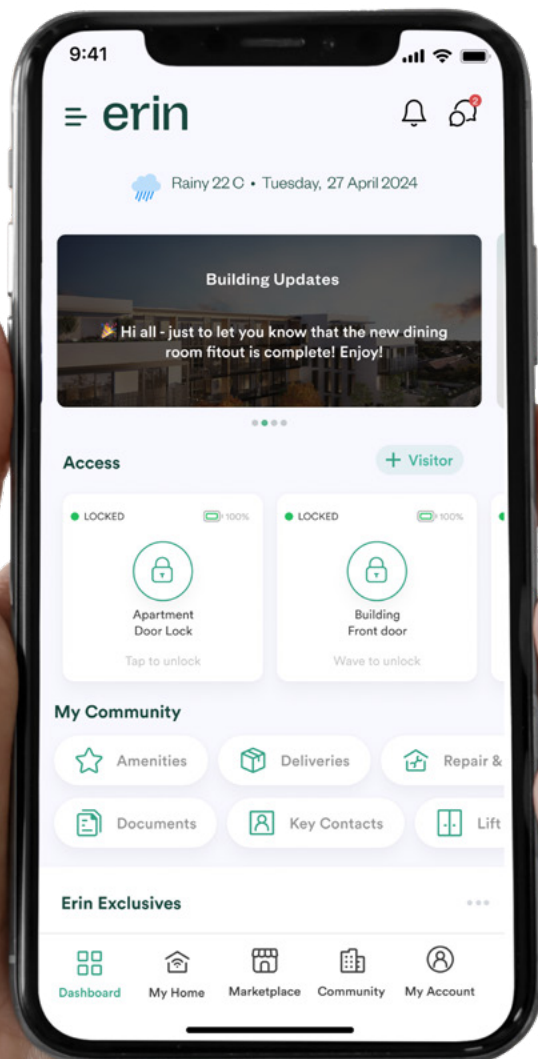 9:41
erin
2
Rainy 22 C • Tuesday, 27 April 2024
Building Updates
🎉 Hi all - just to let you know that the new dining
room fitout is complete! Enjoy!
Access
+ Visitor
LOCKED 100%
LOCKED 100%
Apartment
Door Lock
Building
Front door
Tap to unlock
Wave to unlock
My Community
Amenities
Deliveries
Repair &
Documents
Key Contacts
Lift
Erin Exclusives
Dashboard
My Home
Marketplace
Community
My Account